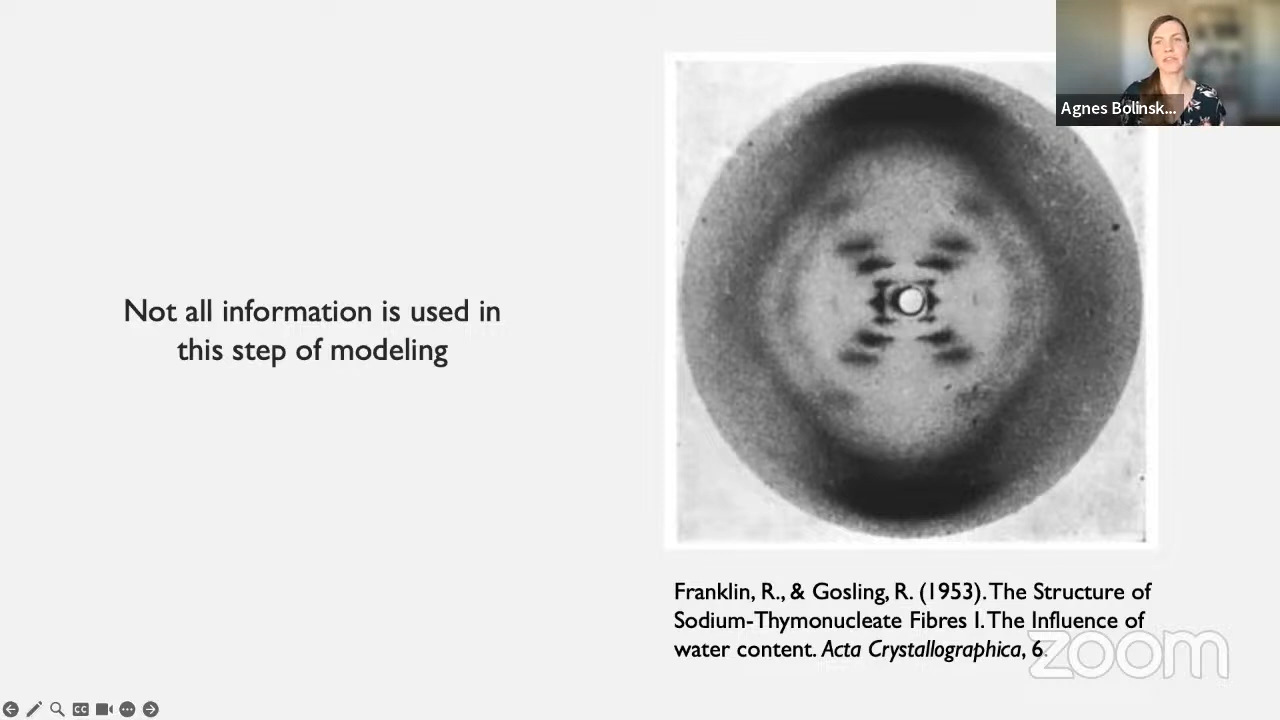 Agnes Bolinsk...
Not all information is used in
this step of modeling
Franklin, R., & Gosling, R. (1953). The Structure of
Sodium-Thymonucleate Fibres I. The Influence of
water content. Acta Crystallographica, 6.
zoom
CC